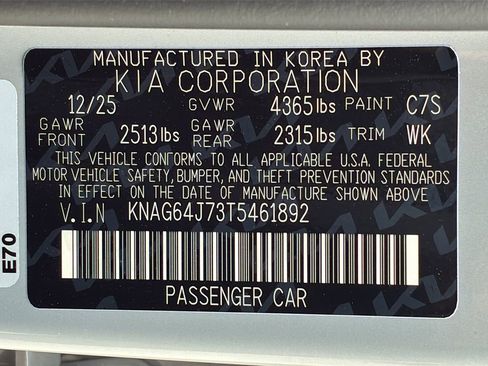 MANUFACTURED IN KOREA BY
KIA CORPORATION
12/25 GVWR 4365lbs PAINT C7S
GAWR FRONT 2513lbs GAWR REAR 2315lbs TRIM WK
THIS VEHICLE CONFORMS TO ALL APPLICABLE U.S.A. FEDERAL
MOTOR VEHICLE SAFETY, BUMPER, AND THEFT PREVENTION STANDARDS
IN EFFECT ON THE DATE OF MANUFACTURE SHOWN ABOVE
V.I.N KNAG64J73T5461892
PASSENGER CAR
E70